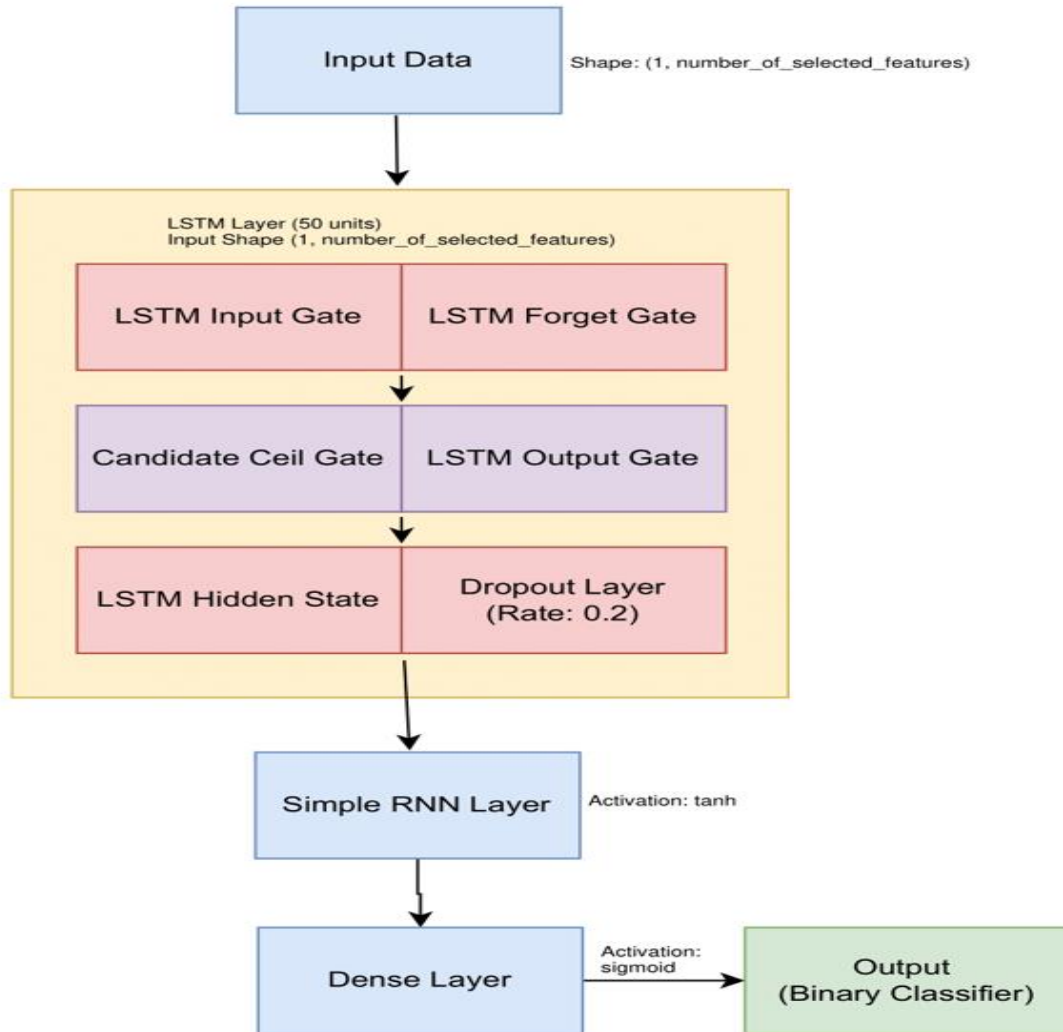 Input Data
Shape: (1, number_of_selected_features)
LSTM Layer (50 units)
Input Shape (1, number_of_selected_features)
LSTM Input Gate
LSTM Forget Gate
Candidate Ceil Gate
LSTM Output Gate
LSTM Hidden State
Dropout Layer
(Rate: 0.2)
Simple RNN Layer
Activation: tanh
Dense Layer
Activation:
sigmoid
Output
(Binary Classifier)